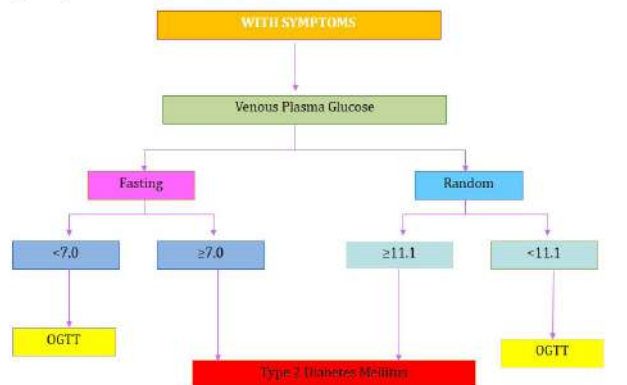 WITH SYMPTOMS
Venous Plasma Glucose
Fasting
Random
<7.0
≥7.0
≥11.1
<11.1
OGTT
OGTT
Type 2 Diabetes Mellitus